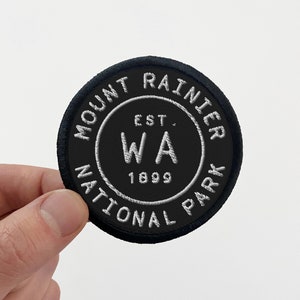 MOUNT RAINIER
EST.
WA
1899
NATIONAL PARK